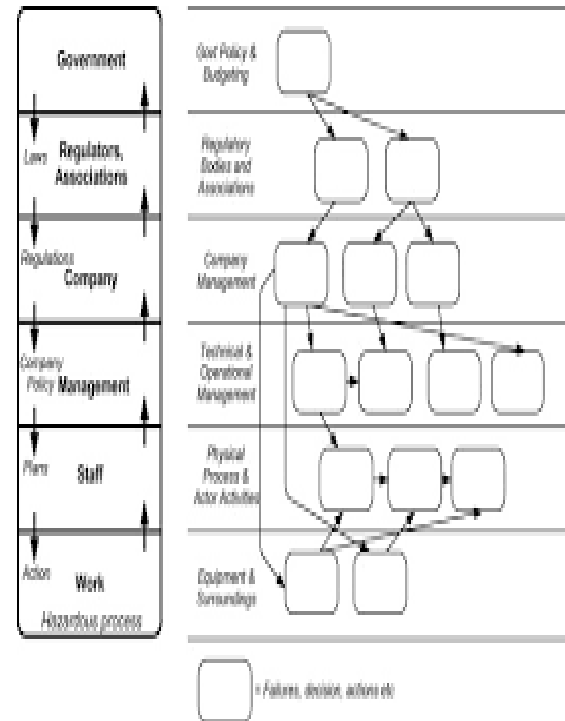 Government
Laws
Regulators,
Associations
Regulations
Company
Company
Policy Management
Plans
Staff
Action
Work
Hazardous process
Govt Policy &
Budgeting
Regulatory
Bodies and
Associations
Company
Management
Technical &
Operational
Management
Physical
Process &
Actor Activities
Equipment &
Surroundings
= Failures, decision, actions etc